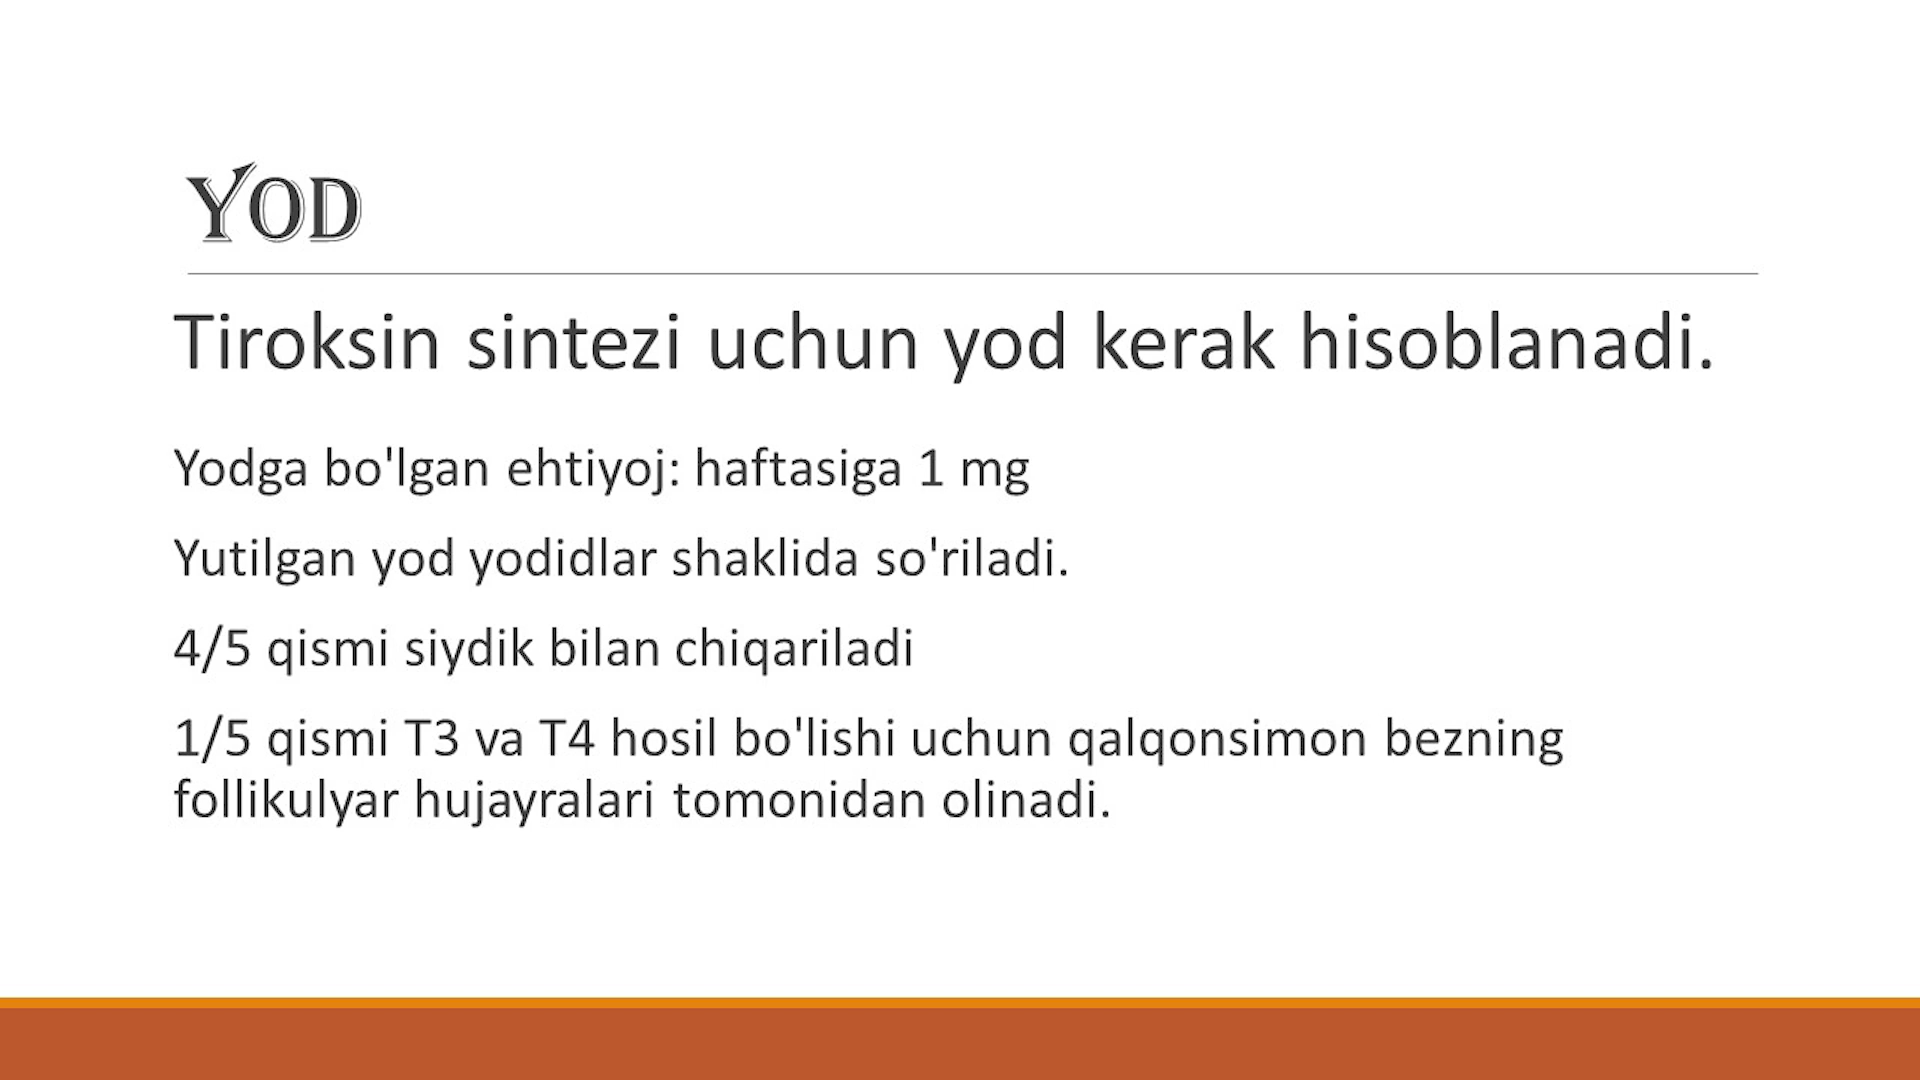 YOD
Tiroksin sintezi uchun yod kerak hisoblanadi.
Yodga bo'lgan ehtiyoj: haftasiga 1 mg
Yutilgan yod yodidlar shaklida so'riladi.
4/5 qismi siydik bilan chiqariladi
1/5 qismi T3 va T4 hosil bo'lishi uchun qalqonsimon bezning
follikulyar hujayralari tomonidan olinadi.